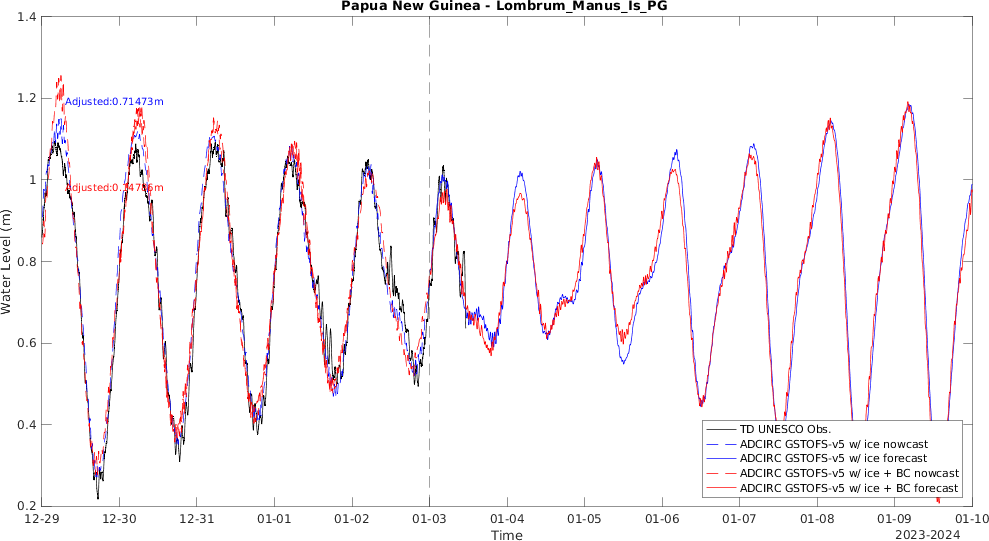 Papua New Guinea - Lombrum_Manus_Is_PG
1.4
1.2
1
0.8
0.6
0.4
0.2
Water Level (m)
Adjusted:0.71473m
12-29
12-30
12-31
01-01
01-02
01-03
01-04
01-05
01-06
01-07
01-08
01-09
01-10
Time
2023-2024
TD UNESCO Obs.
ADCIRC GSTOFS-v5 w/ ice nowcast
ADCIRC GSTOFS-v5 w/ ice forecast
ADCIRC GSTOFS-v5 w/ ice + BC nowcast
ADCIRC GSTOFS-v5 w/ ice + BC forecast